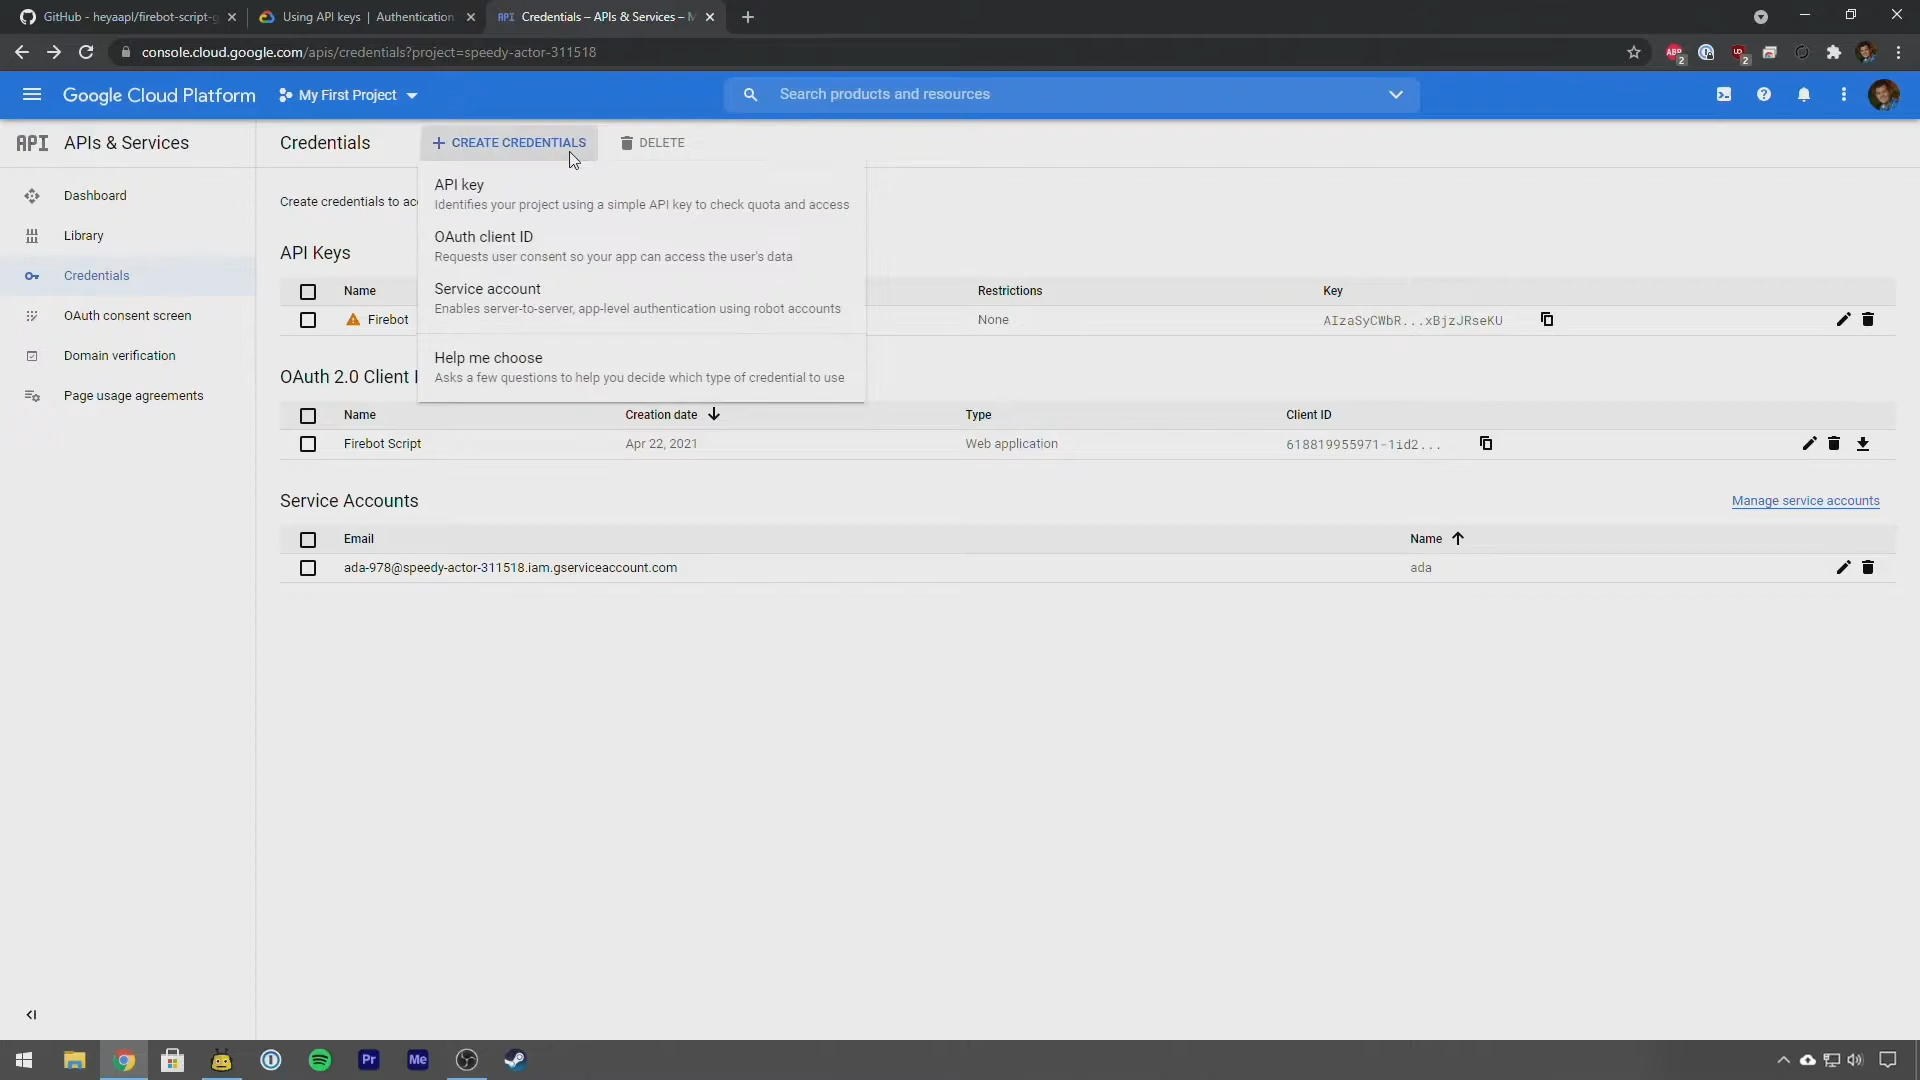 GitHub - heyaapl/firebot-script-g
Using API keys | Authentication
API Credentials – APIs & Services – M
console.cloud.google.com/apis/credentials?project=speedy-actor-311518
ABP 2
2
Google Cloud Platform
My First Project
Search products and resources
API APIs & Services
Credentials
CREATE CREDENTIALS
DELETE
Dashboard
Library
Credentials
OAuth consent screen
Domain verification
Page usage agreements
Create credentials to ac
API key
Identifies your project using a simple API key to check quota and access
OAuth client ID
Requests user consent so your app can access the user's data
Service account
Enables server-to-server, app-level authentication using robot accounts
Help me choose
Asks a few questions to help you decide which type of credential to use
API Keys
Name Restrictions Key
Firebot None AIzaSyCWbR...xBjzJRseKU
OAuth 2.0 Client I
Name Creation date Type Client ID
Firebot Script Apr 22, 2021 Web application 618819955971-1id2...
Service Accounts
Manage service accounts
Email Name
ada-978@speedy-actor-311518.iam.gserviceaccount.com ada
Pr
Me